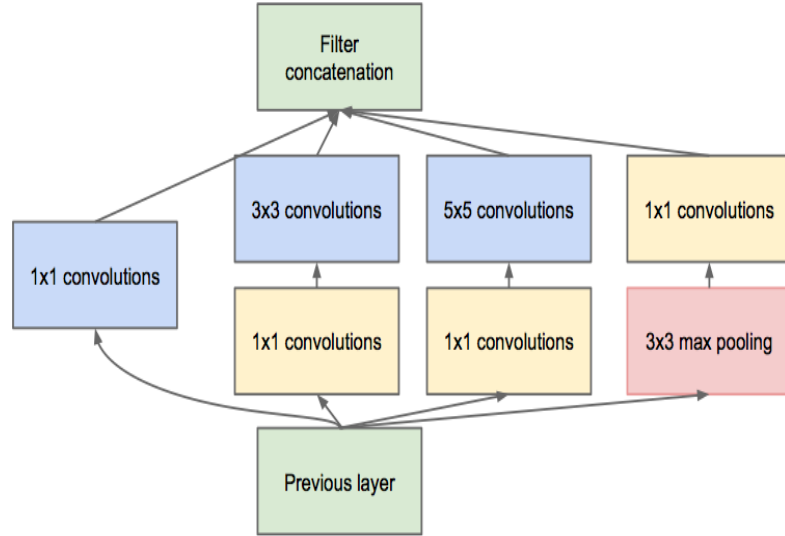 Filter
concatenation
3x3 convolutions
5x5 convolutions
1x1 convolutions
1x1 convolutions
1x1 convolutions
1x1 convolutions
3x3 max pooling
Previous layer